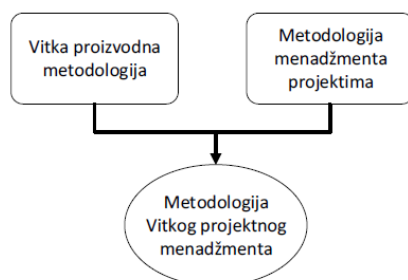 Vitka proizvodna
metodologija
Metodologija
menadžmenta
projektima
Metodologija
Vitkog projektnog
menadžmenta